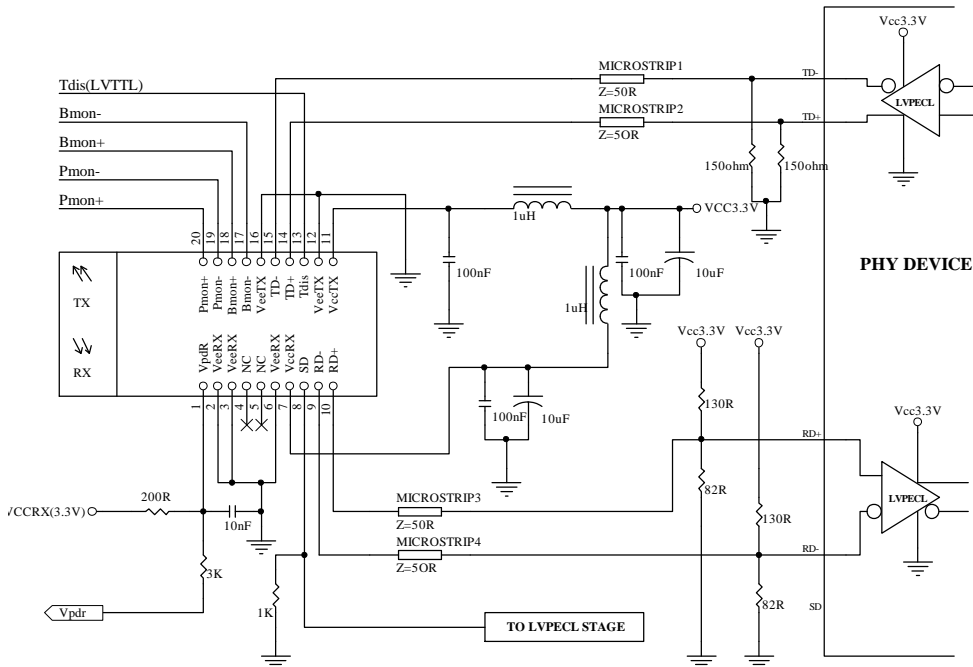 Vcc3.3V
MICROSTRIP1
TD-
Tdis(LVTTL)
Z=50R
LVPECL
Bmon-
MICROSTRIP2
TD+
Z=5OR
Bmon+
150ohm
150ohm
Pmon-
Pmon+
1uH
VCC3.3V
20
19
18
17
16
15
14
13
12
11
100nF
100nF
10uF
PHY DEVICE
Pmon+
Pmon-
Bmon+
Bmon-
VeeTX
TD-
TD+
Tdis
VeeTX
VccTX
TX
1uH
RX
VpdR
VeeRX
VeeRX
NC
NC
VeeRX
VccRX
SD
RD-
RD+
Vcc3.3V
Vcc3.3V
1
2
3
4
5
6
7
8
9
10
100nF
10uF
130R
Vcc3.3V
RD+
82R
LVPECL
200R
MICROSTRIP3
VCCRX(3.3V)
10nF
Z=50R
130R
MICROSTRIP4
RD-
Z=5OR
3K
1K
82R
SD
Vpdr
TO LVPECL STAGE